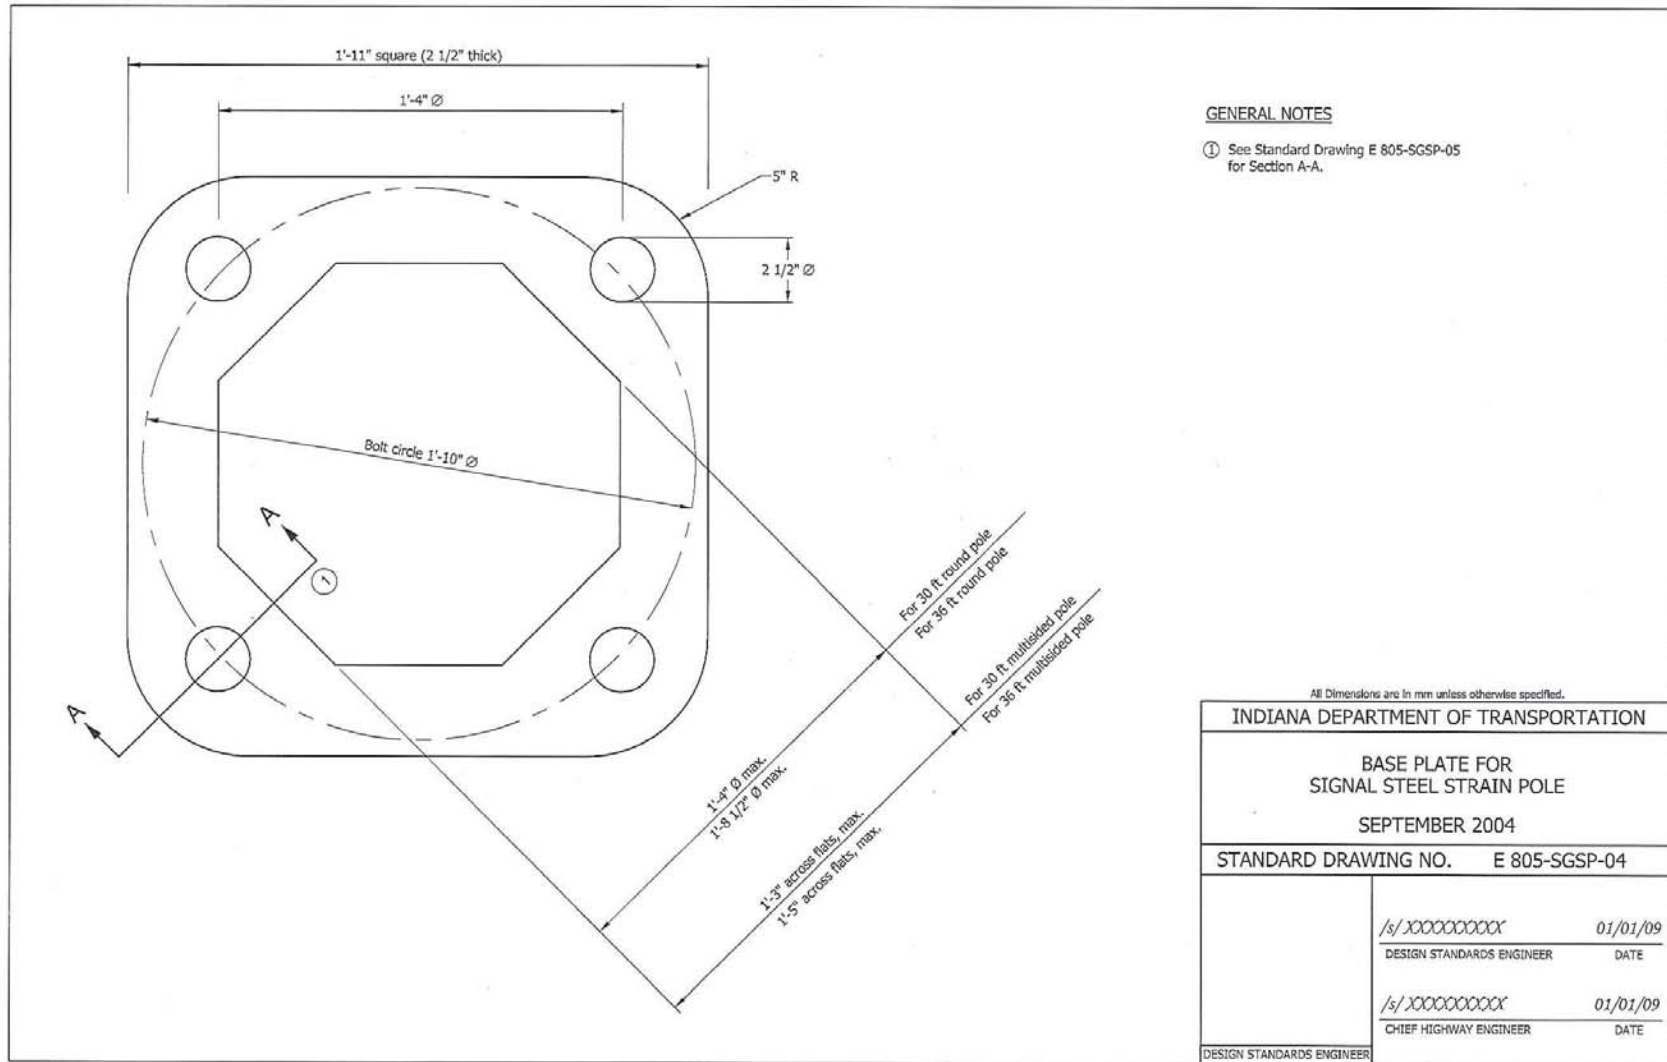 1'-11" square (2 1/2" thick)
1'-4" Ø
5" R
2 1/2" Ø
Bolt circle 1'-10" Ø
A
①
A
For 30 ft round pole
For 36 ft round pole
For 30 ft multisided pole
For 36 ft multisided pole
1'-4" Ø max.
1'-8 1/2" Ø max.
1'-3" across flats, max.
1'-5" across flats, max.
GENERAL NOTES
① See Standard Drawing E 805-SGSP-05
for Section A-A.
All Dimensions are in mm unless otherwise specified.
INDIANA DEPARTMENT OF TRANSPORTATION
BASE PLATE FOR
SIGNAL STEEL STRAIN POLE
SEPTEMBER 2004
STANDARD DRAWING NO. E 805-SGSP-04
/s/ XXXXXXXXXX 01/01/09
DESIGN STANDARDS ENGINEER DATE
/s/ XXXXXXXXXX 01/01/09
CHIEF HIGHWAY ENGINEER DATE
DESIGN STANDARDS ENGINEER